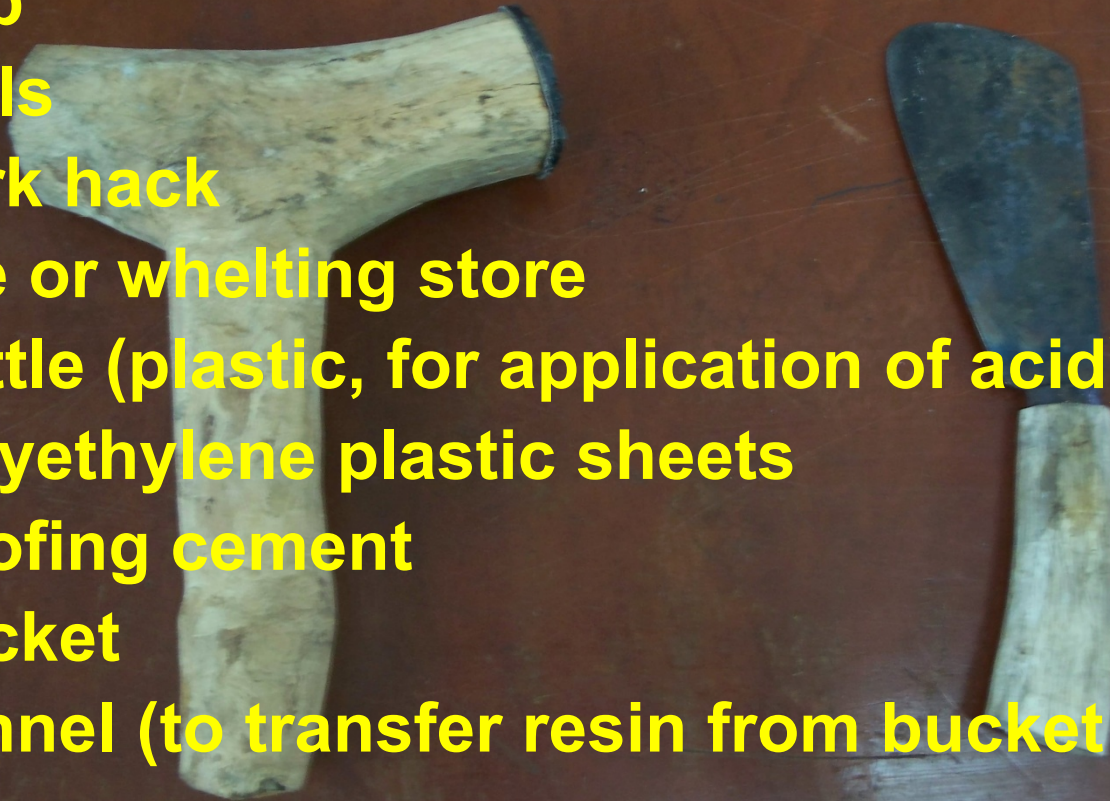 ls
rk hack
e or whelting store
ttle (plastic, for application of acid
yethylene plastic sheets
ofing cement
cket
nnel (to transfer resin from bucket